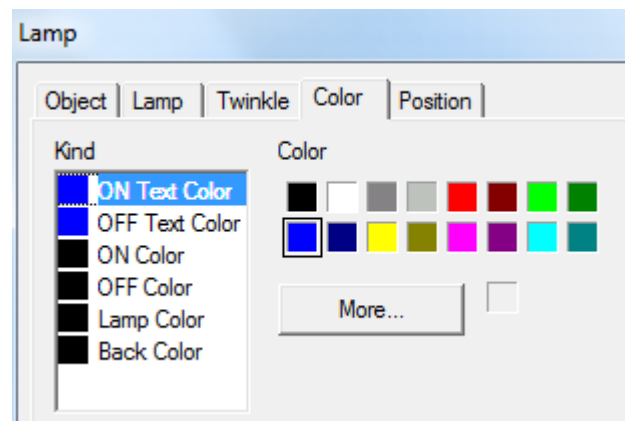 Lamp
Object Lamp Twinkle Color Position
Kind Color
ON Text Color
OFF Text Color
ON Color
OFF Color
Lamp Color
Back Color
More...